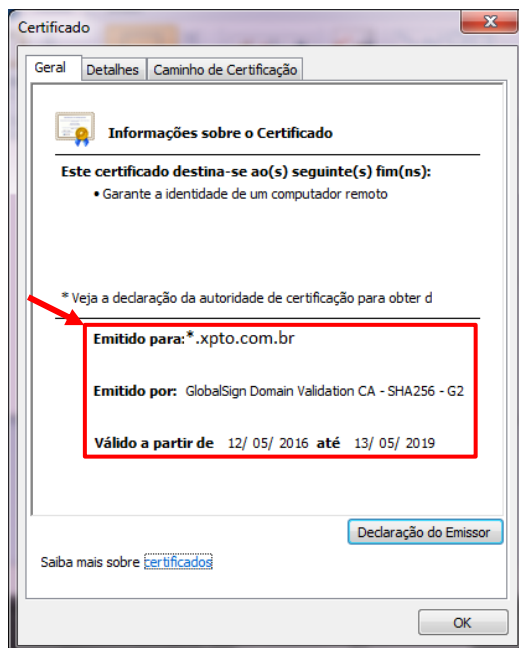 Certificado
Geral Detalhes Caminho de Certificação
Informações sobre o Certificado
Este certificado destina-se ao(s) seguinte(s) fim(ns):
• Garante a identidade de um computador remoto
* Veja a declaração da autoridade de certificação para obter d
Emitido para:*.xpto.com.br
Emitido por: GlobalSign Domain Validation CA - SHA256 - G2
Válido a partir de 12/ 05/ 2016 até 13/ 05/ 2019
Declaração do Emissor
Saiba mais sobre certificados
OK